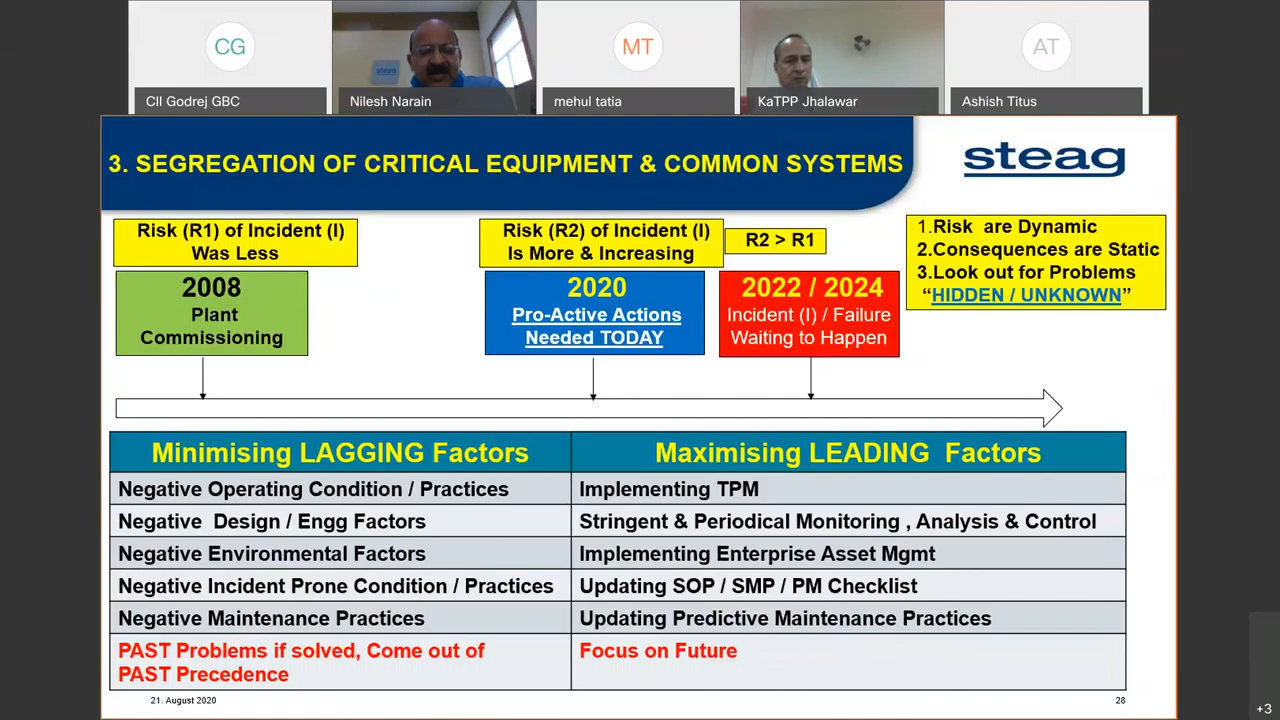 CG
MT
AT
steag
CII Godrej GBC
Nilesh Narain
mehul tatia
KaTPP Jhalawar
Ashish Titus
3. SEGREGATION OF CRITICAL EQUIPMENT & COMMON SYSTEMS
steag
Risk (R1) of Incident (I)
Was Less
Risk (R2) of Incident (I)
Is More & Increasing
R2 > R1
1.Risk are Dynamic
2.Consequences are Static
3.Look out for Problems
“HIDDEN / UNKNOWN”
2008
Plant
Commissioning
2020
Pro-Active Actions
Needed TODAY
2022 / 2024
Incident (I) / Failure
Waiting to Happen
Minimising LAGGING Factors
Maximising LEADING Factors
Negative Operating Condition / Practices
Implementing TPM
Negative Design / Engg Factors
Stringent & Periodical Monitoring , Analysis & Control
Negative Environmental Factors
Implementing Enterprise Asset Mgmt
Negative Incident Prone Condition / Practices
Updating SOP / SMP / PM Checklist
Negative Maintenance Practices
Updating Predictive Maintenance Practices
PAST Problems if solved, Come out of
PAST Precedence
Focus on Future
21. August 2020
28
+3